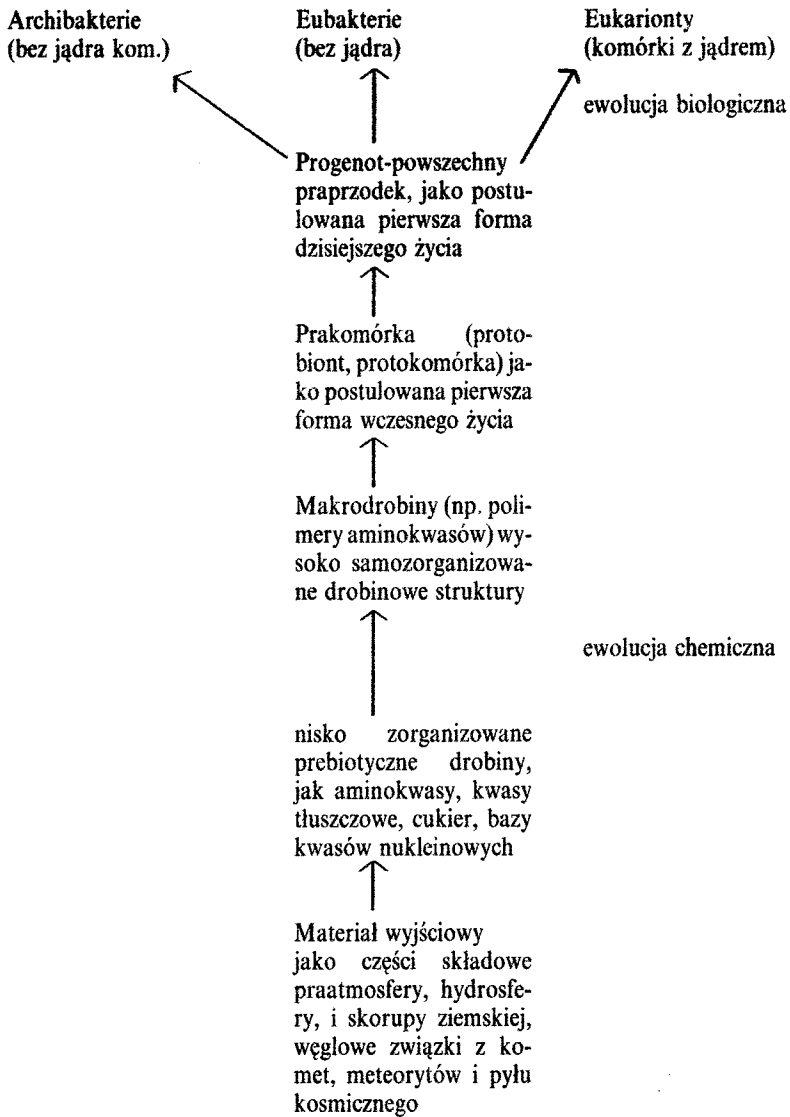 Archibakterie
(bez jądra kom.)
Eubakterie
(bez jądra)
Eukarionty
(komórki z jądrem)
ewolucja biologiczna
Progenot-powszechny
praprzodek, jako postu-
lowana pierwsza forma
dzisiejszego życia
Prakomórka (proto-
biont, protokomórka) ja-
ko postulowana pierwsza
forma wczesnego życia
Makrodrobiny (np. poli-
mery aminokwasów) wy-
soko samozorganizowa-
ne drobinowe struktury
ewolucja chemiczna
nisko zorganizowane
prebiotyczne drobiny,
jak aminokwasy, kwasy
tłuszczowe, cukier, bazy
kwasów nukleinowych
Materiał wyjściowy
jako części składowe
praatmosfery, hydrosfe-
ry, i skorupy ziemskiej,
węglowe związki z ko-
met, meteorytów i pyłu
kosmicznego